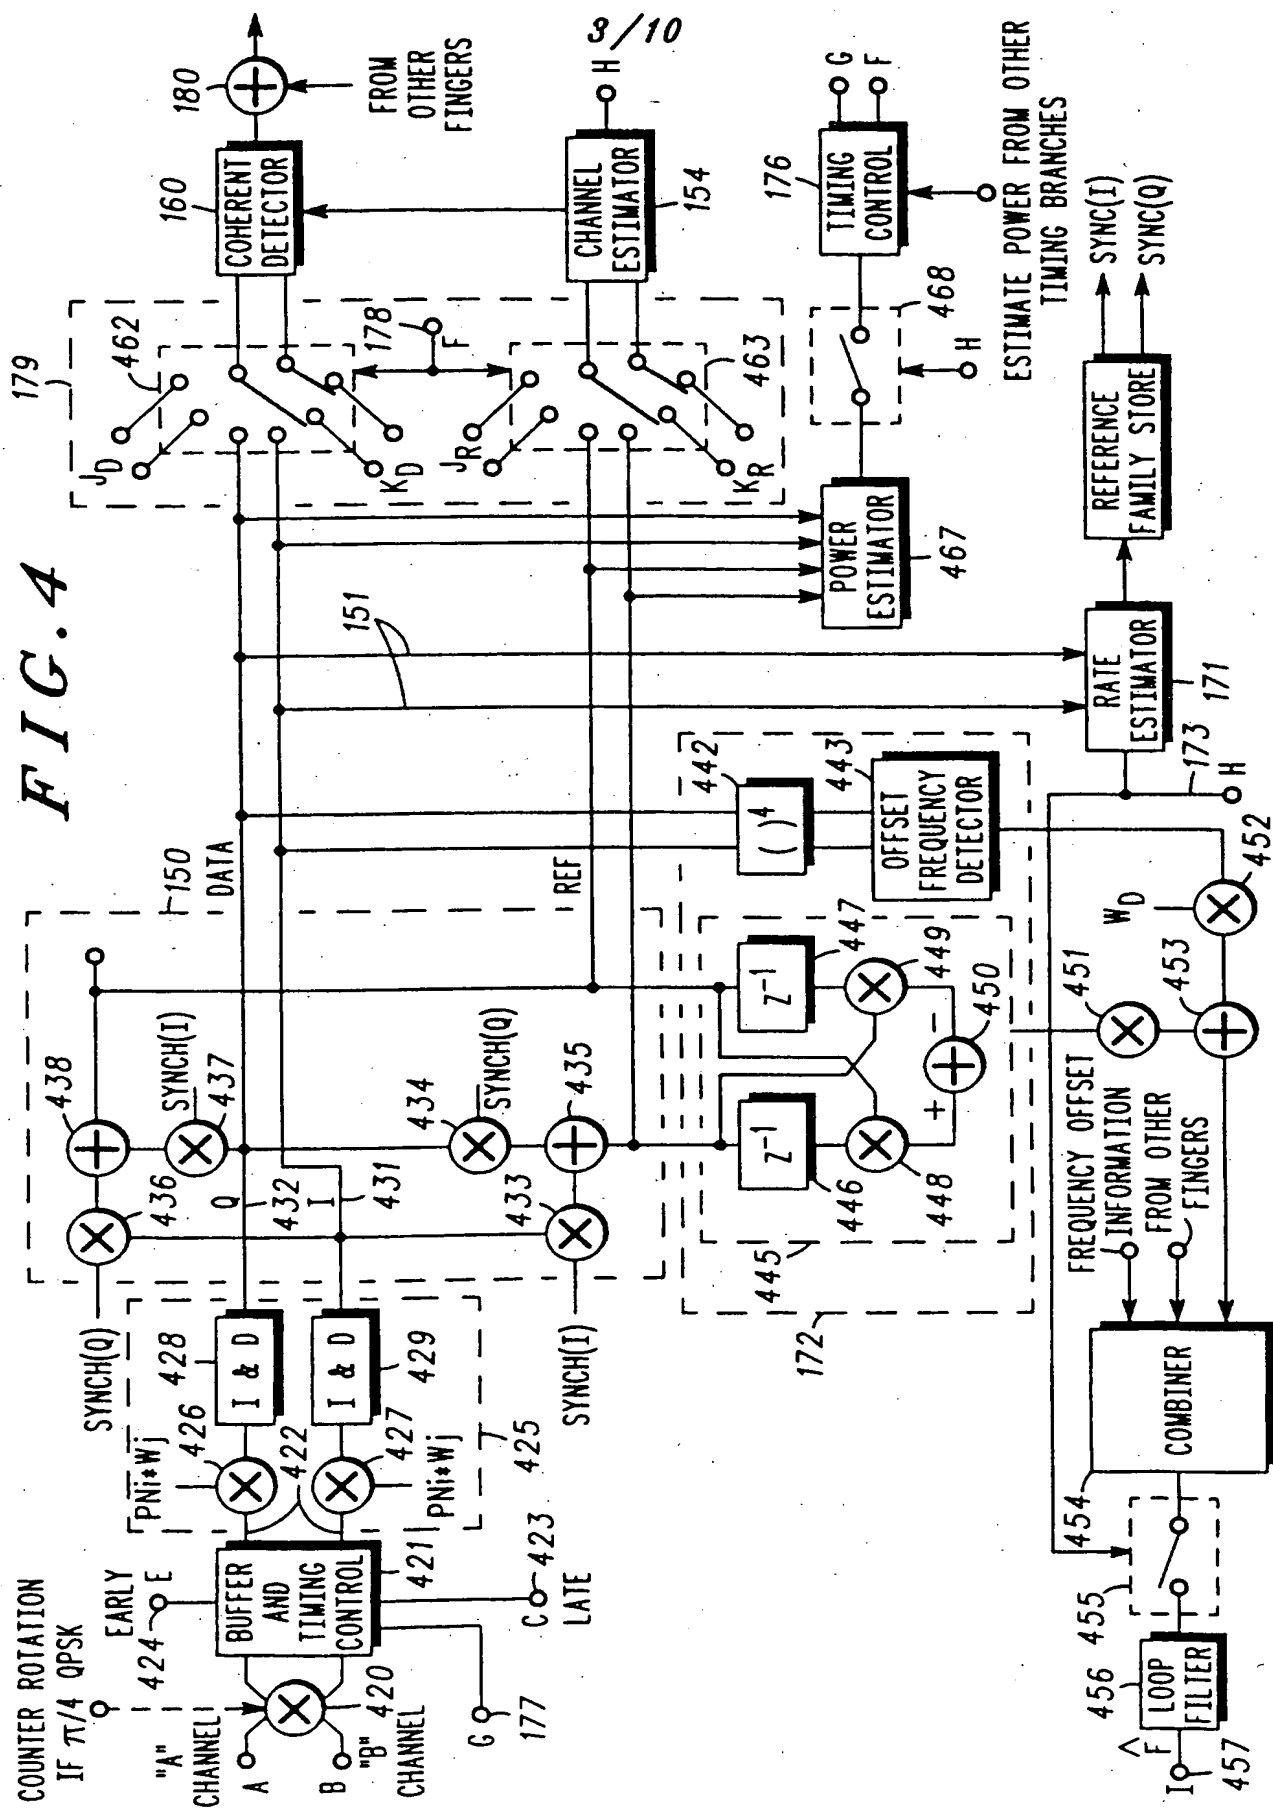 3/10
FIG.4
COUNTER ROTATION
IF π/4 QPSK
"A"
CHANNEL
A
B
"B"
CHANNEL
420
G
177
EARLY
424
E
BUFFER
AND
TIMING
CONTROL
421
C
423
LATE
422
PNi*Wj
426
427
PNi*Wj
425
I & D
428
I & D
429
SYNCH(Q)
SYNCH(I)
436
438
SYNCH(I)
437
Q
432
I
431
433
434
SYNCH(Q)
435
150
DATA
REF
151
179
JD
462
KD
178
F
JR
463
KR
COHERENT
DETECTOR
160
180
FROM
OTHER
FINGERS
CHANNEL
ESTIMATOR
154
H
POWER
ESTIMATOR
467
468
H
TIMING
CONTROL
176
G
F
ESTIMATE POWER FROM OTHER
TIMING BRANCHES
RATE
ESTIMATOR
171
173
H
REFERENCE
FAMILY STORE
SYNC(I)
SYNC(Q)
172
445
Z⁻¹
446
Z⁻¹
447
448
449
450
+
-
( )⁴
442
OFFSET
FREQUENCY
DETECTOR
443
WD
452
451
453
FREQUENCY OFFSET
INFORMATION
FROM OTHER
FINGERS
COMBINER
454
455
LOOP
FILTER
456
^
F
I
457